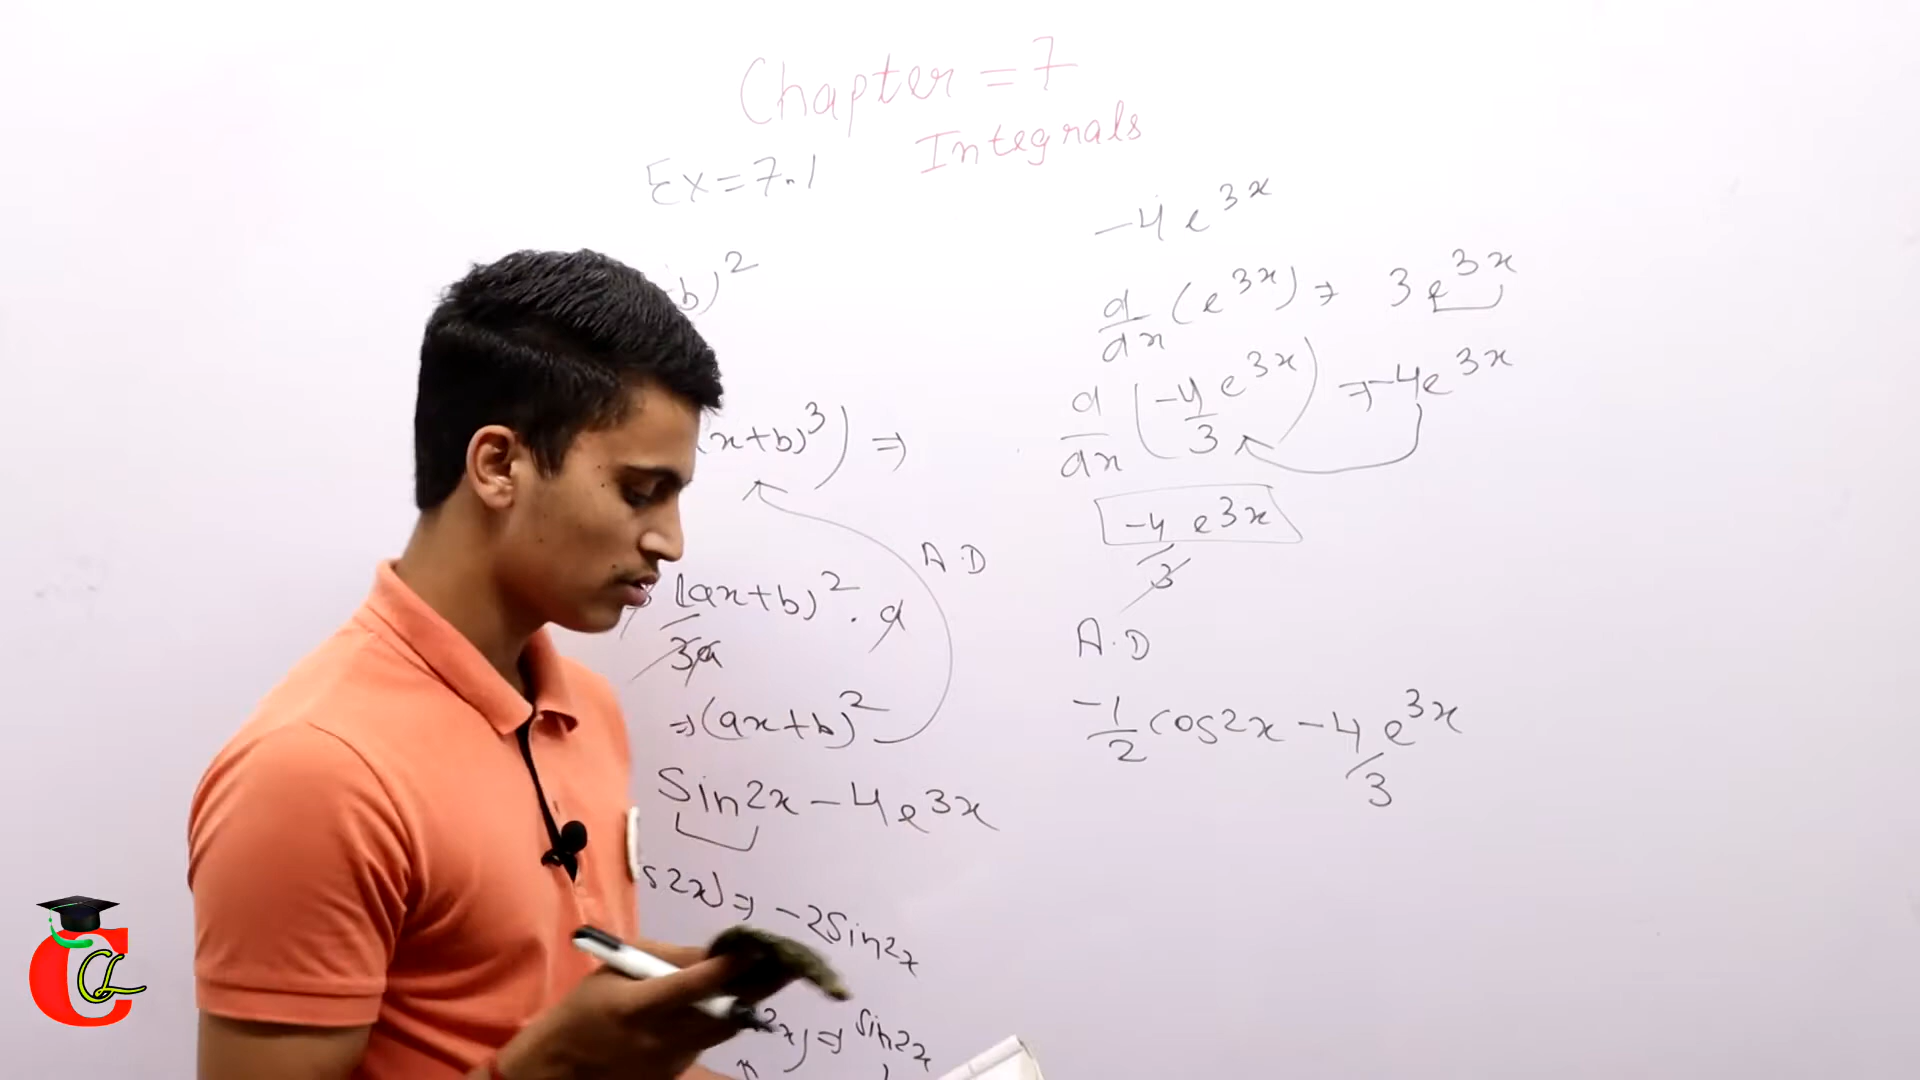 Chapter = 7
Integrals
Ex = 7.1
b)²
x+b)³) ⇒
A.D
(ax+b)² . a
3a
⇒ (ax+b)²
Sin2x - 4e3x
s2x) ⇒ -2Sin2x
2x) ⇒ Sin2x
-4e^3x
d/dx (e^3x) ⇒ 3e^3x
d/dx (-4/3 e^3x) ⇒ -4e^3x
-4/3 e^3x
A.D
-1/2 cos2x - 4/3 e^3x
CL